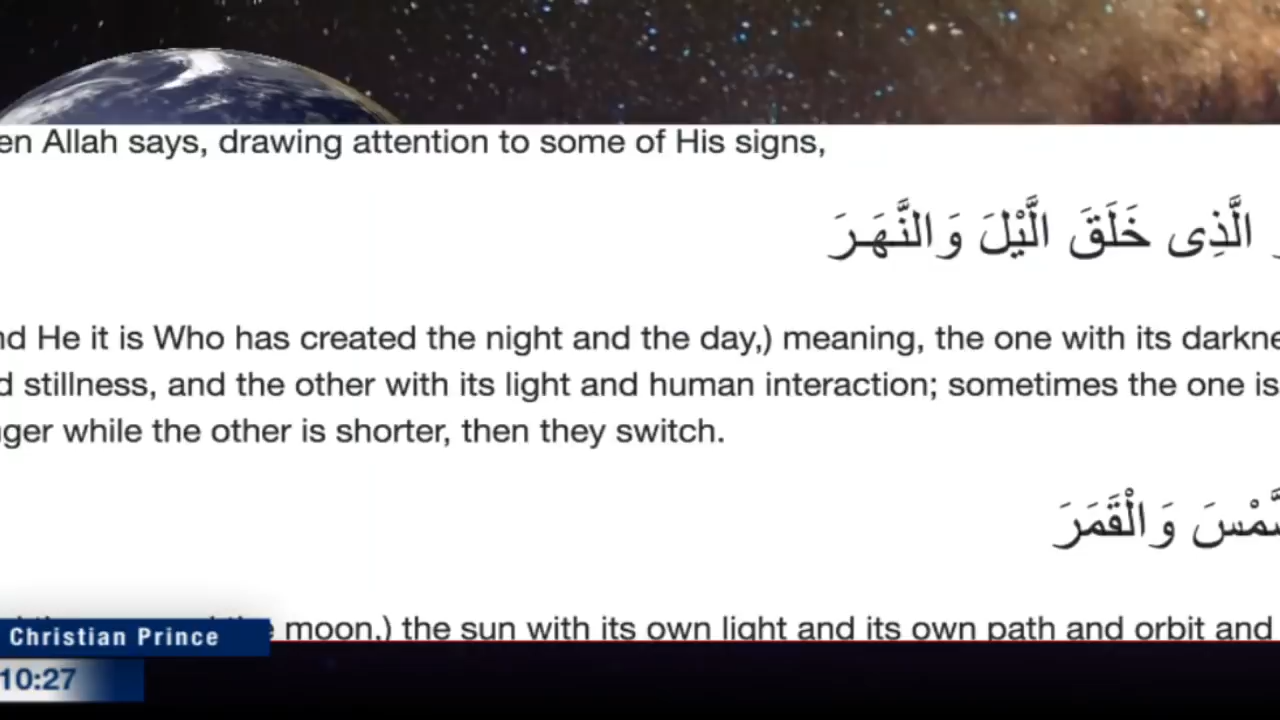 en Allah says, drawing attention to some of His signs,
الَّذِى خَلَقَ الَّيْلَ وَالنَّهَـرَ
nd He it is Who has created the night and the day,) meaning, the one with its darkne
d stillness, and the other with its light and human interaction; sometimes the one is
ger while the other is shorter, then they switch.
وَالْقَمَرَ
moon,) the sun with its own light and its own path and orbit and
Christian Prince
10:27